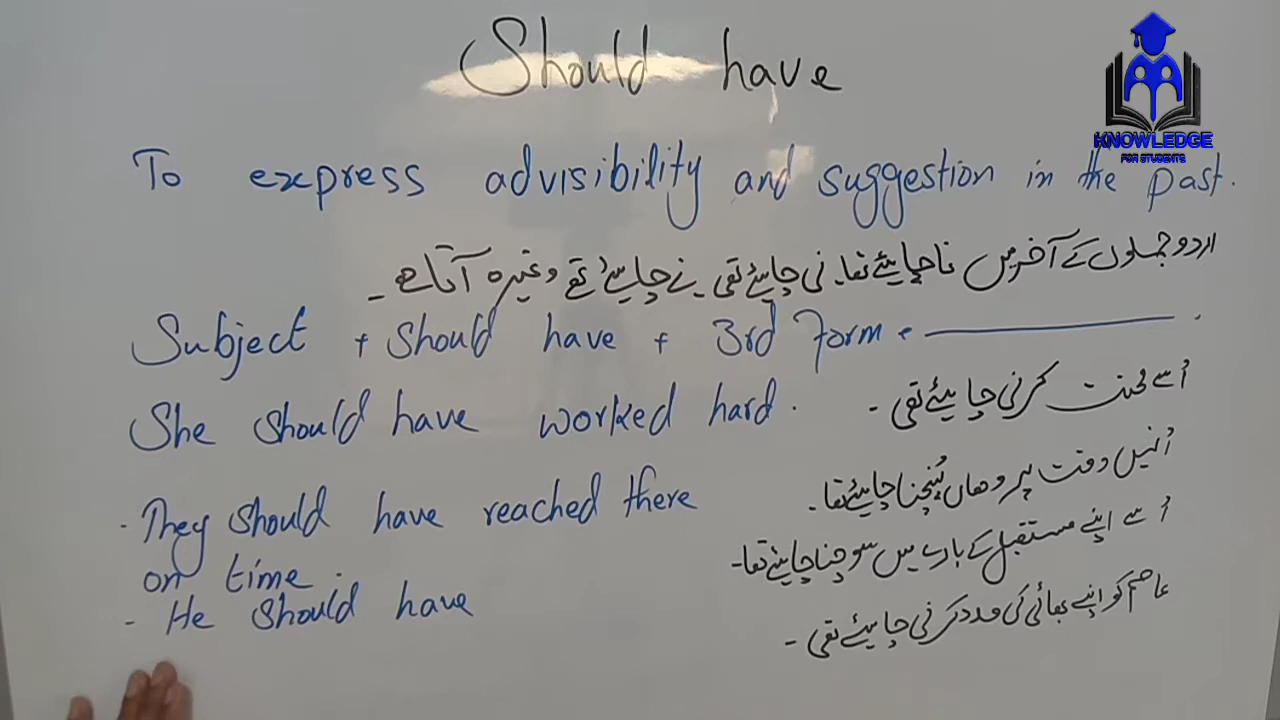 Should have
KNOWLEDGE
FOR STUDENTS
To express advisibility and suggestion in the past.
اردو جملوں کے آخر میں نا چاہیئے تھا۔ نی چاہیئے تھی ۔ نے چاہیئے تھے وغیرہ آتا ہے ۔
Subject + Should have + 3rd Form + ———.
She should have worked hard.
اُسے محنت کرنی چاہیئے تھی ۔
. They should have reached there
on time.
اُنہیں وقت پر وہاں پہنچنا چاہیئے تھا ۔
- He should have
اُسے اپنے مستقبل کے بارے میں سوچنا چاہیئے تھا ۔
عاصم کو اپنے بھائی کی مدد کرنی چاہیئے تھی ۔